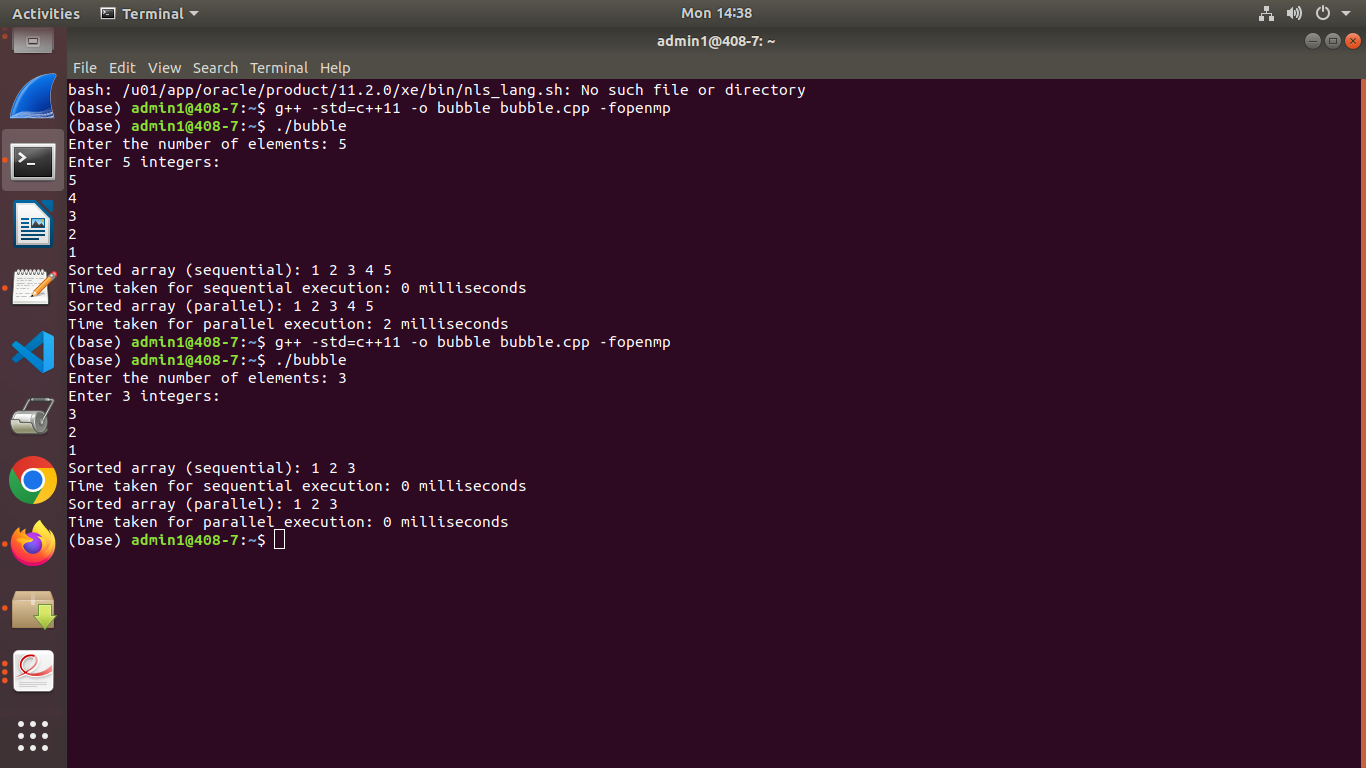 Activities
Terminal
Mon 14:38
admin1@408-7: ~
File Edit View Search Terminal Help
bash: /u01/app/oracle/product/11.2.0/xe/bin/nls_lang.sh: No such file or directory
(base) admin1@408-7:~$ g++ -std=c++11 -o bubble bubble.cpp -fopenmp
(base) admin1@408-7:~$ ./bubble
Enter the number of elements: 5
Enter 5 integers:
5
4
3
2
1
Sorted array (sequential): 1 2 3 4 5
Time taken for sequential execution: 0 milliseconds
Sorted array (parallel): 1 2 3 4 5
Time taken for parallel execution: 2 milliseconds
(base) admin1@408-7:~$ g++ -std=c++11 -o bubble bubble.cpp -fopenmp
(base) admin1@408-7:~$ ./bubble
Enter the number of elements: 3
Enter 3 integers:
3
2
1
Sorted array (sequential): 1 2 3
Time taken for sequential execution: 0 milliseconds
Sorted array (parallel): 1 2 3
Time taken for parallel execution: 0 milliseconds
(base) admin1@408-7:~$